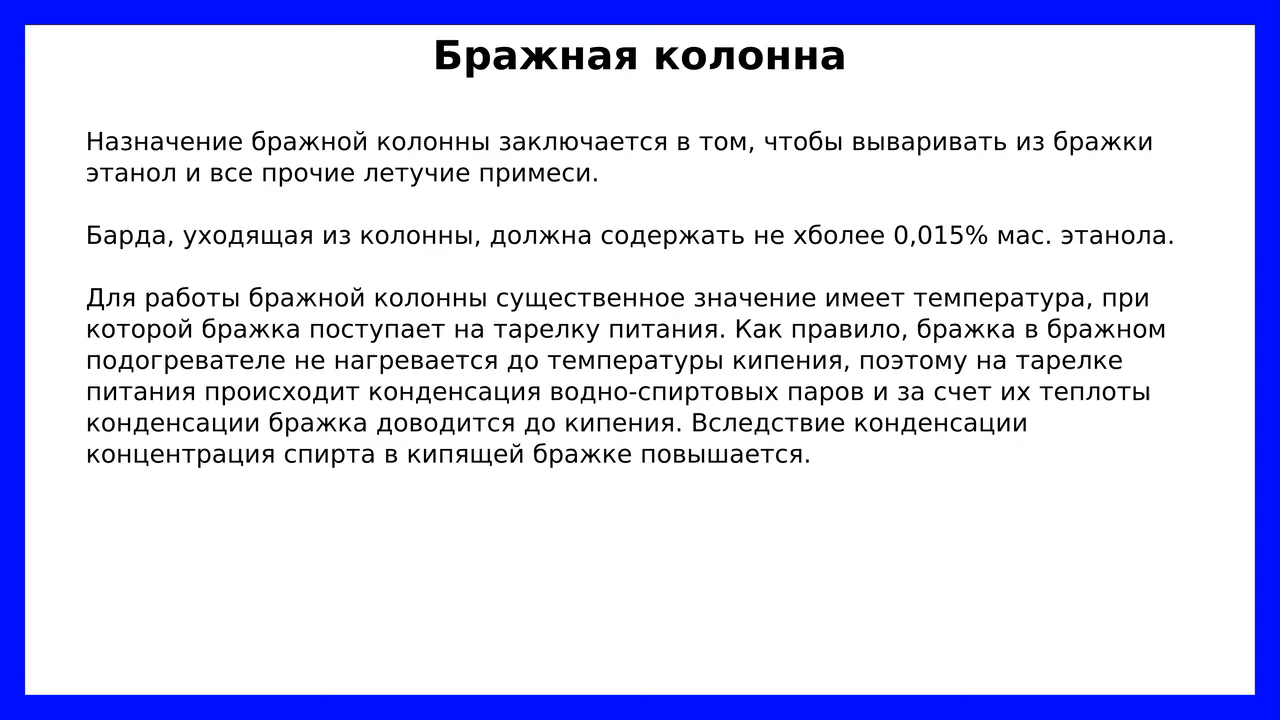 Бражная колонна
Назначение бражной колонны заключается в том, чтобы вываривать из бражки
этанол и все прочие летучие примеси.
Барда, уходящая из колонны, должна содержать не хболее 0,015% мас. этанола.
Для работы бражной колонны существенное значение имеет температура, при
которой бражка поступает на тарелку питания. Как правило, бражка в бражном
подогревателе не нагревается до температуры кипения, поэтому на тарелке
питания происходит конденсация водно-спиртовых паров и за счет их теплоты
конденсации бражка доводится до кипения. Вследствие конденсации
концентрация спирта в кипящей бражке повышается.